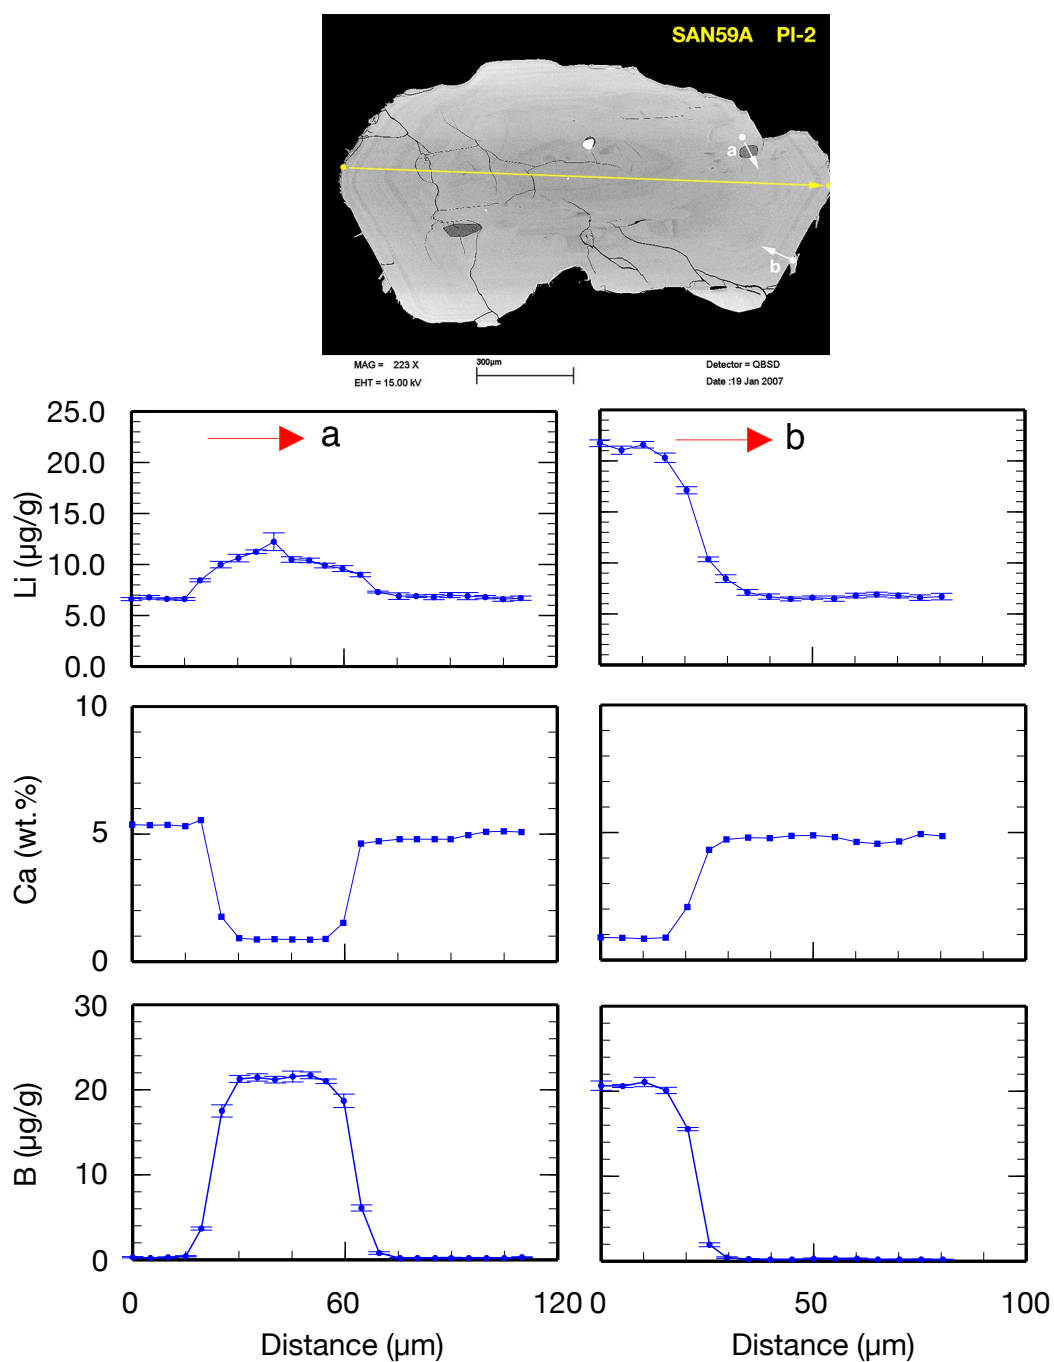 SAN59A PI-2
a
b
MAG = 223 X
300µm
Detector = QBSD
EHT = 15.00 kV
Date :19 Jan 2007
25.0
20.0
15.0
10.0
5.0
0.0
Li (µg/g)
a
b
10
5
0
Ca (wt.%)
30
20
10
0
B (µg/g)
0 60 120
0 50 100
Distance (µm)
Distance (µm)